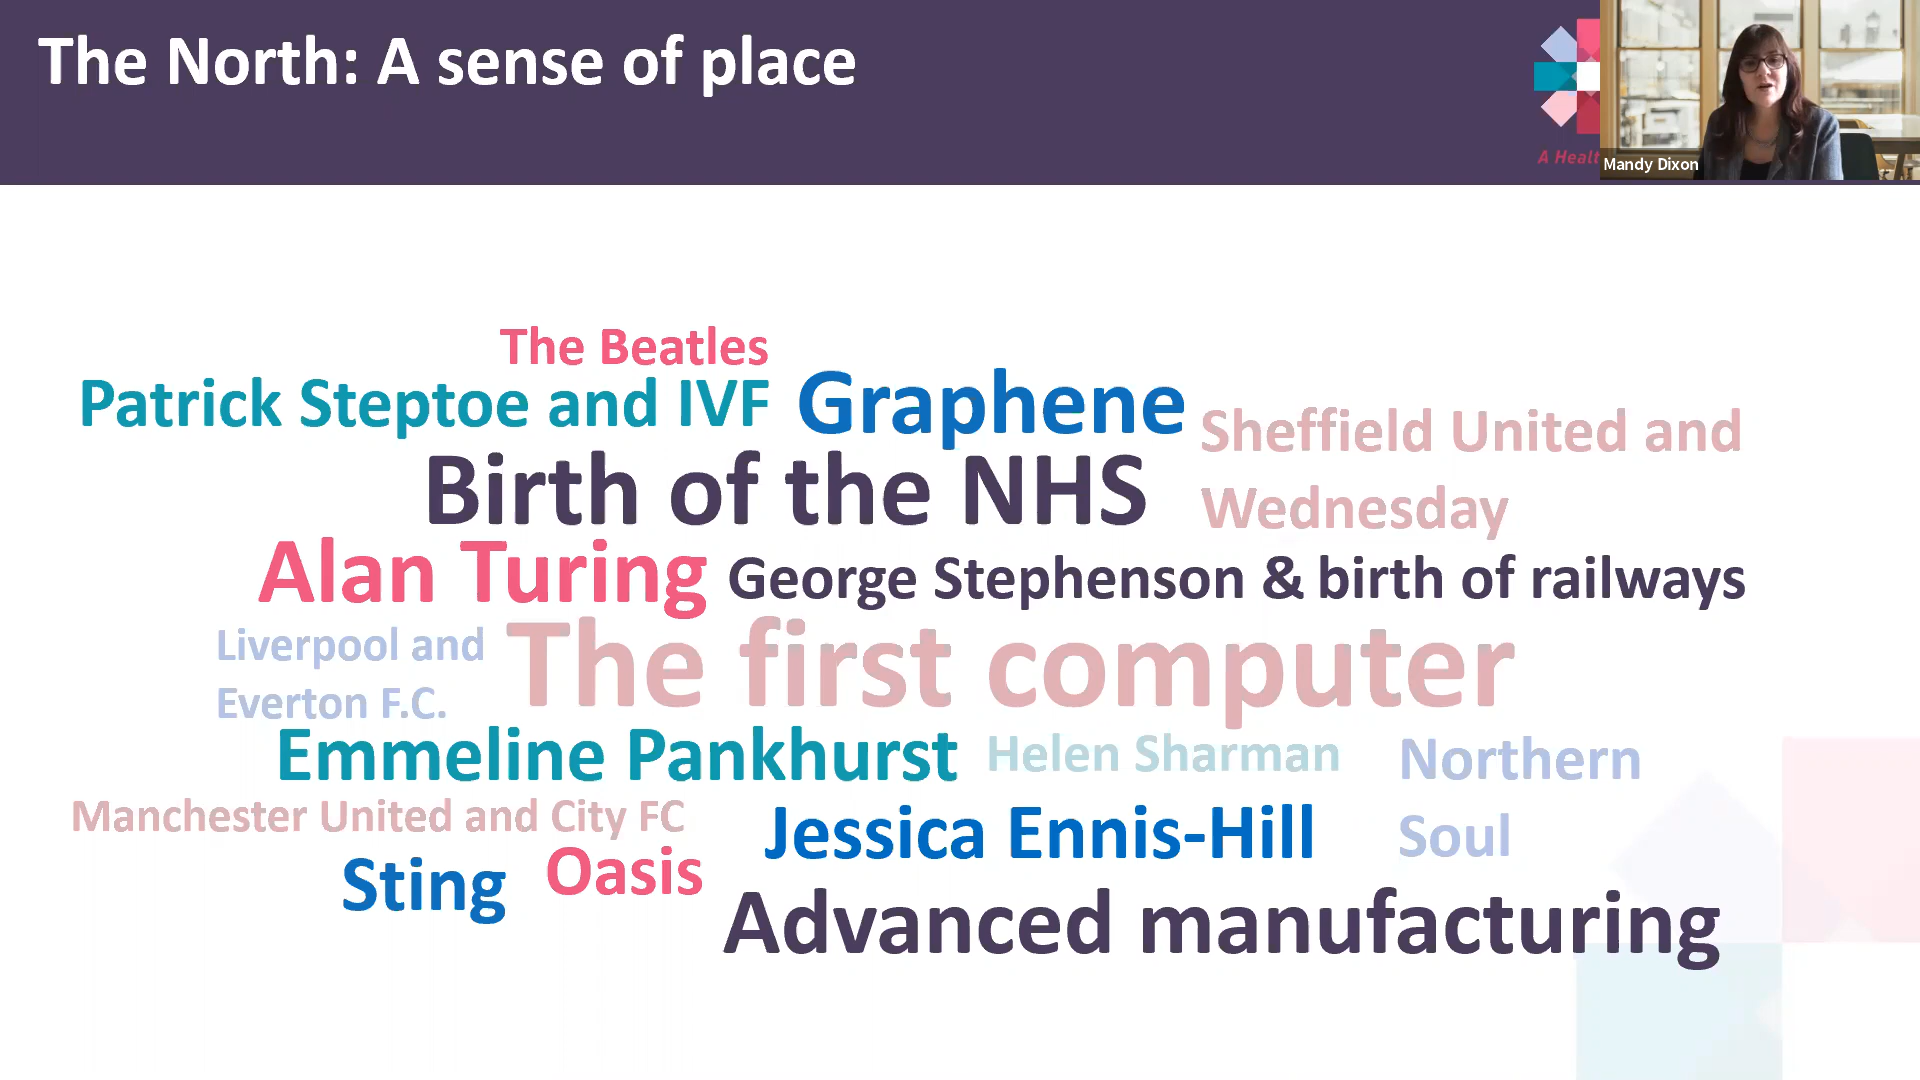 The North: A sense of place
A Healt
Mandy Dixon
The Beatles
Patrick Steptoe and IVF
Graphene
Sheffield United and
Wednesday
Birth of the NHS
Alan Turing
George Stephenson & birth of railways
Liverpool and
Everton F.C.
The first computer
Emmeline Pankhurst
Helen Sharman
Northern
Soul
Manchester United and City FC
Jessica Ennis-Hill
Sting
Oasis
Advanced manufacturing